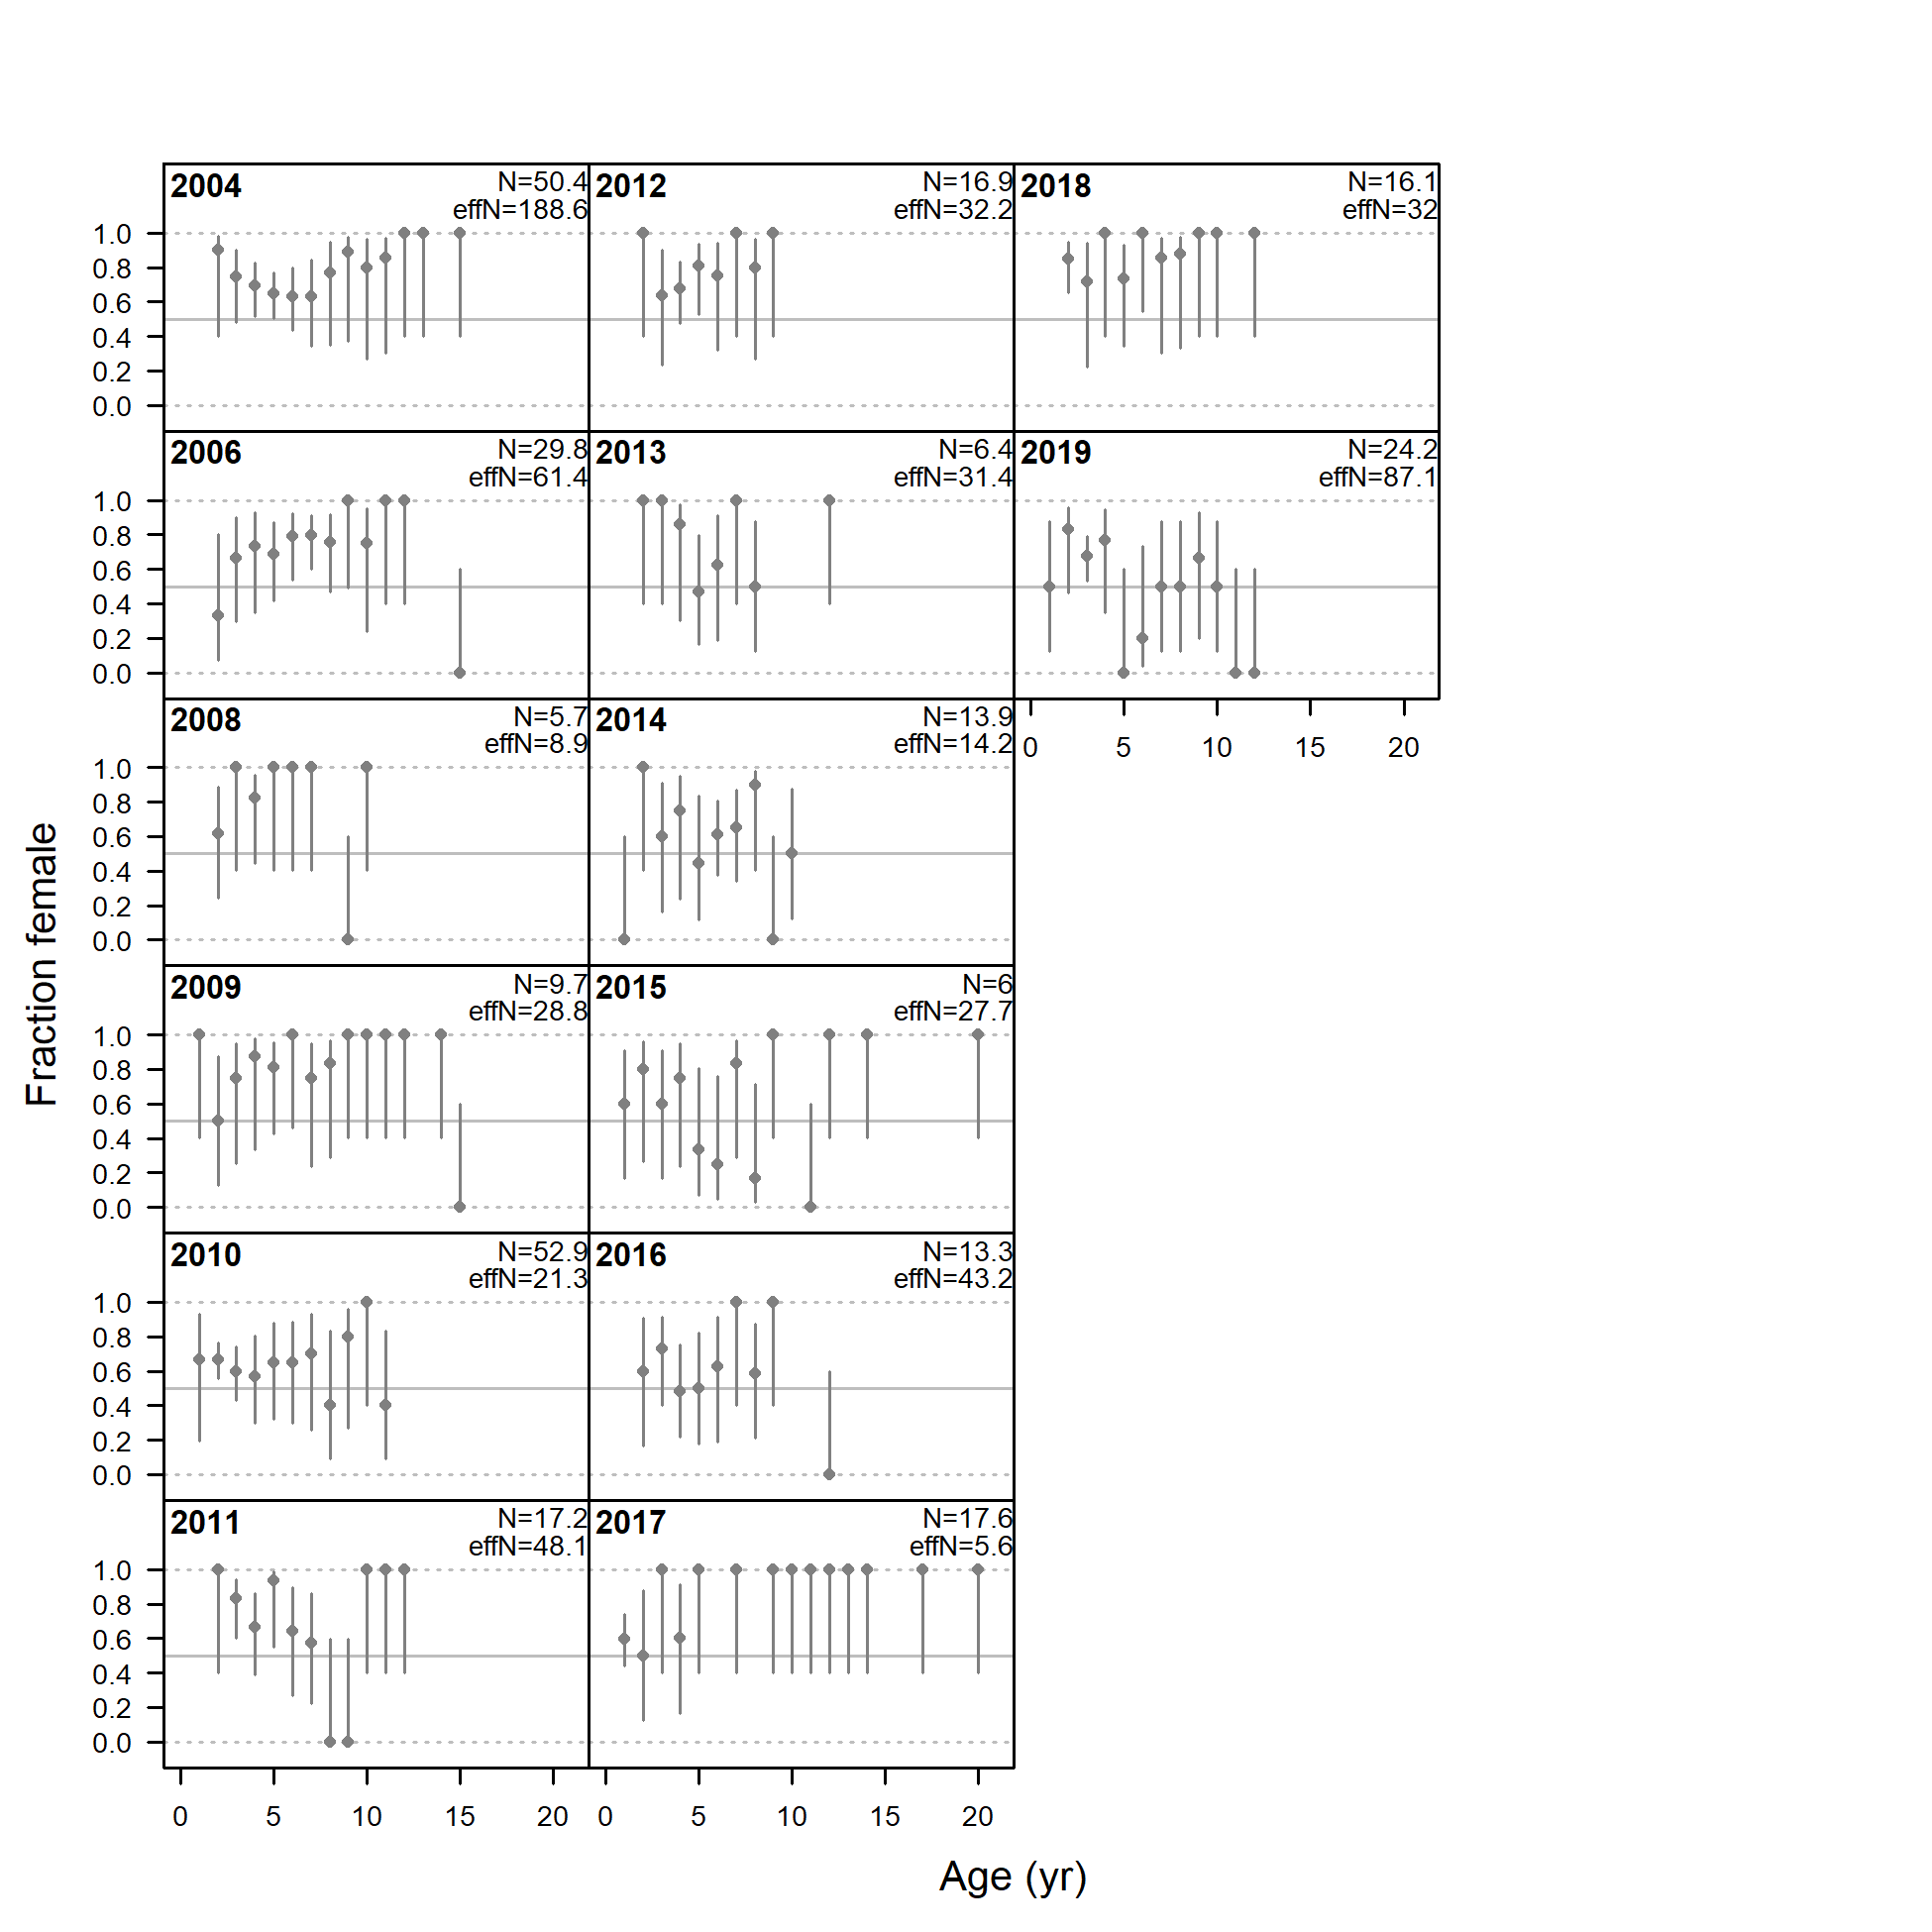 2004
N=50.4
effN=188.6
1.0
0.8
0.6
0.4
0.2
0.0
2012
N=16.9
effN=32.2
2018
N=16.1
effN=32
2006
N=29.8
effN=61.4
1.0
0.8
0.6
0.4
0.2
0.0
2013
N=6.4
effN=31.4
2019
N=24.2
effN=87.1
0 5 10 15 20
2008
N=5.7
effN=8.9
1.0
0.8
0.6
0.4
0.2
0.0
2014
N=13.9
effN=14.2
2009
N=9.7
effN=28.8
1.0
0.8
0.6
0.4
0.2
0.0
2015
N=6
effN=27.7
2010
N=52.9
effN=21.3
1.0
0.8
0.6
0.4
0.2
0.0
2016
N=13.3
effN=43.2
2011
N=17.2
effN=48.1
1.0
0.8
0.6
0.4
0.2
0.0
2017
N=17.6
effN=5.6
0 5 10 15 20
0 5 10 15 20
Fraction female
Age (yr)